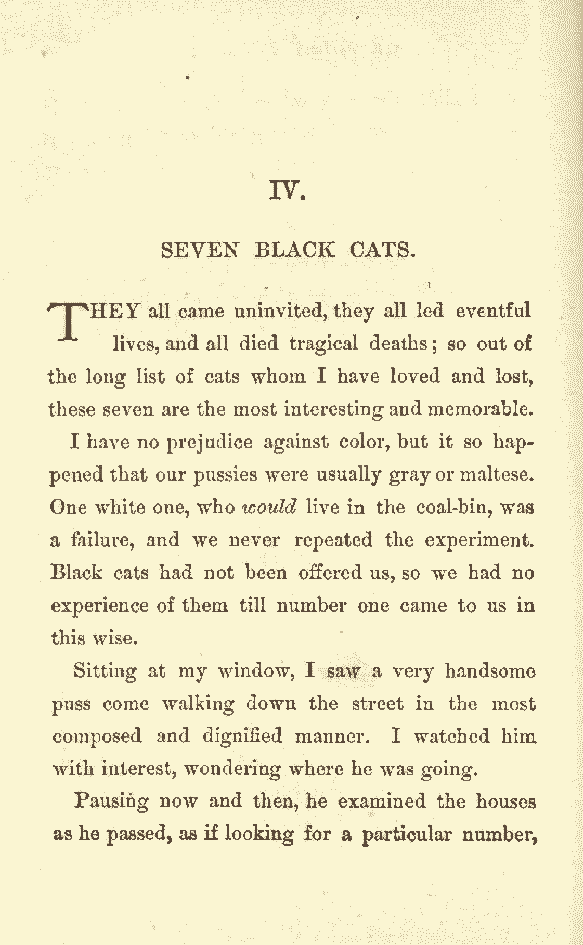 IV.
SEVEN BLACK CATS.
THEY all came uninvited, they all led eventful
lives, and all died tragical deaths; so out of
the long list of cats whom I have loved and lost,
these seven are the most interesting and memorable.
I have no prejudice against color, but it so hap-
pened that our pussies were usually gray or maltese.
One white one, who would live in the coal-bin, was
a failure, and we never repeated the experiment.
Black cats had not been offered us, so we had no
experience of them till number one came to us in
this wise.
Sitting at my window, I saw a very handsome
puss come walking down the street in the most
composed and dignified manner. I watched him
with interest, wondering where he was going.
Pausing now and then, he examined the houses
as he passed, as if looking for a particular number,